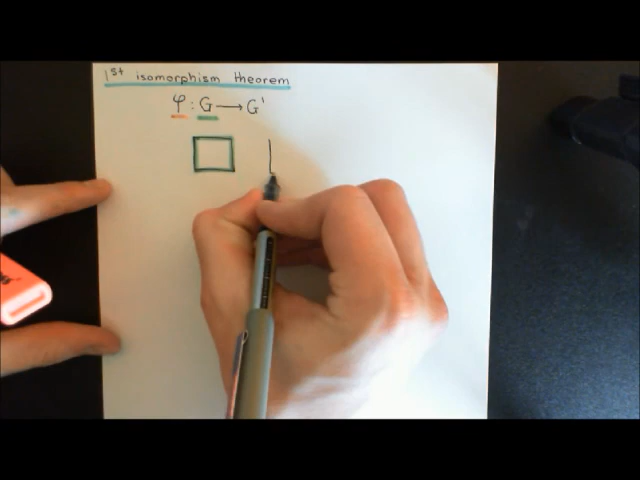 1st isomorphism theorem
φ : G ⟶ G'